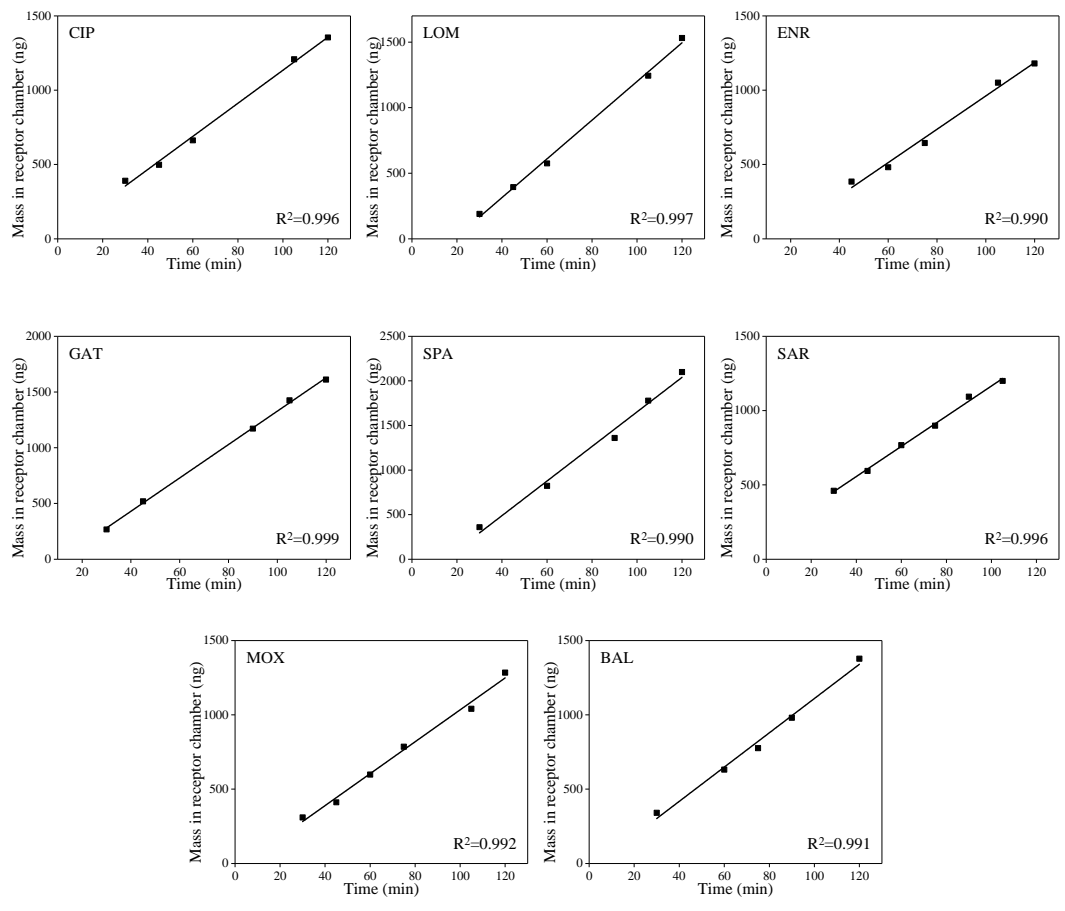 CIP
Mass in receptor chamber (ng)
1500
1000
500
0
R²=0.996
0 20 40 60 80 100 120
Time (min)
LOM
Mass in receptor chamber (ng)
1500
1000
500
0
R²=0.997
0 20 40 60 80 100 120
Time (min)
ENR
Mass in receptor chamber (ng)
1500
1000
500
0
R²=0.990
20 40 60 80 100 120
Time (min)
GAT
Mass in receptor chamber (ng)
2000
1500
1000
500
0
R²=0.999
20 40 60 80 100 120
Time (min)
SPA
Mass in receptor chamber (ng)
2500
2000
1500
1000
500
0
R²=0.990
0 20 40 60 80 100 120
Time (min)
SAR
Mass in receptor chamber (ng)
1500
1000
500
0
R²=0.996
0 20 40 60 80 100 120
Time (min)
MOX
Mass in receptor chamber (ng)
1500
1000
500
0
R²=0.992
0 20 40 60 80 100 120
Time (min)
BAL
Mass in receptor chamber (ng)
1500
1000
500
0
R²=0.991
0 20 40 60 80 100 120
Time (min)